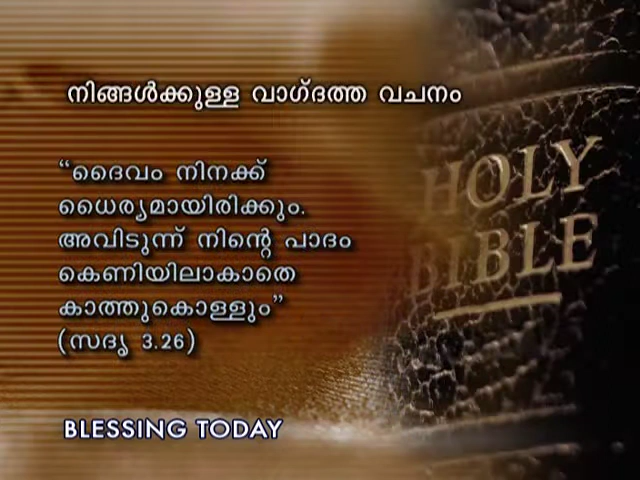 നിങ്ങൾക്കുള്ള വാഗ്ദത്ത വചനം
“ദൈവം നിനക്ക്
ധൈര്യമായിരിക്കും.
അവിടുന്ന് നിന്റെ പാദം
കെണിയിലാകാതെ
കാത്തുകൊള്ളും”
(സദൃ 3.26)
HOLY
BIBLE
BLESSING TODAY